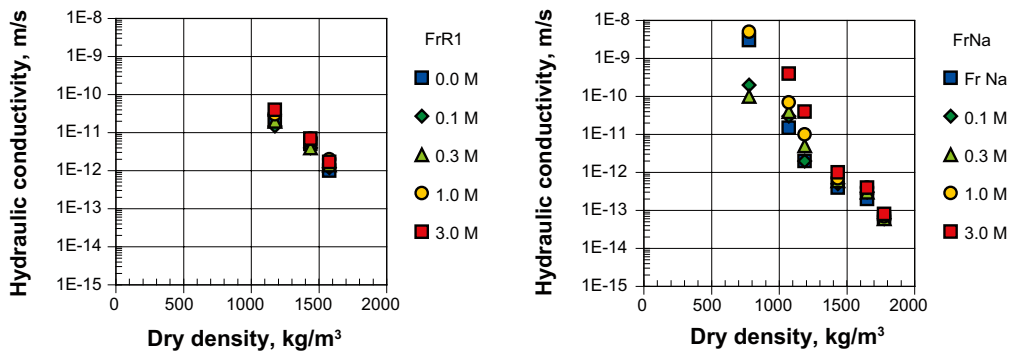 Hydraulic conductivity, m/s
1E-8
1E-9
1E-10
1E-11
1E-12
1E-13
1E-14
1E-15
0 500 1000 1500 2000
Dry density, kg/m³
FrR1
0.0 M
0.1 M
0.3 M
1.0 M
3.0 M
Hydraulic conductivity, m/s
1E-8
1E-9
1E-10
1E-11
1E-12
1E-13
1E-14
1E-15
0 500 1000 1500 2000
Dry density, kg/m³
FrNa
Fr Na
0.1 M
0.3 M
1.0 M
3.0 M